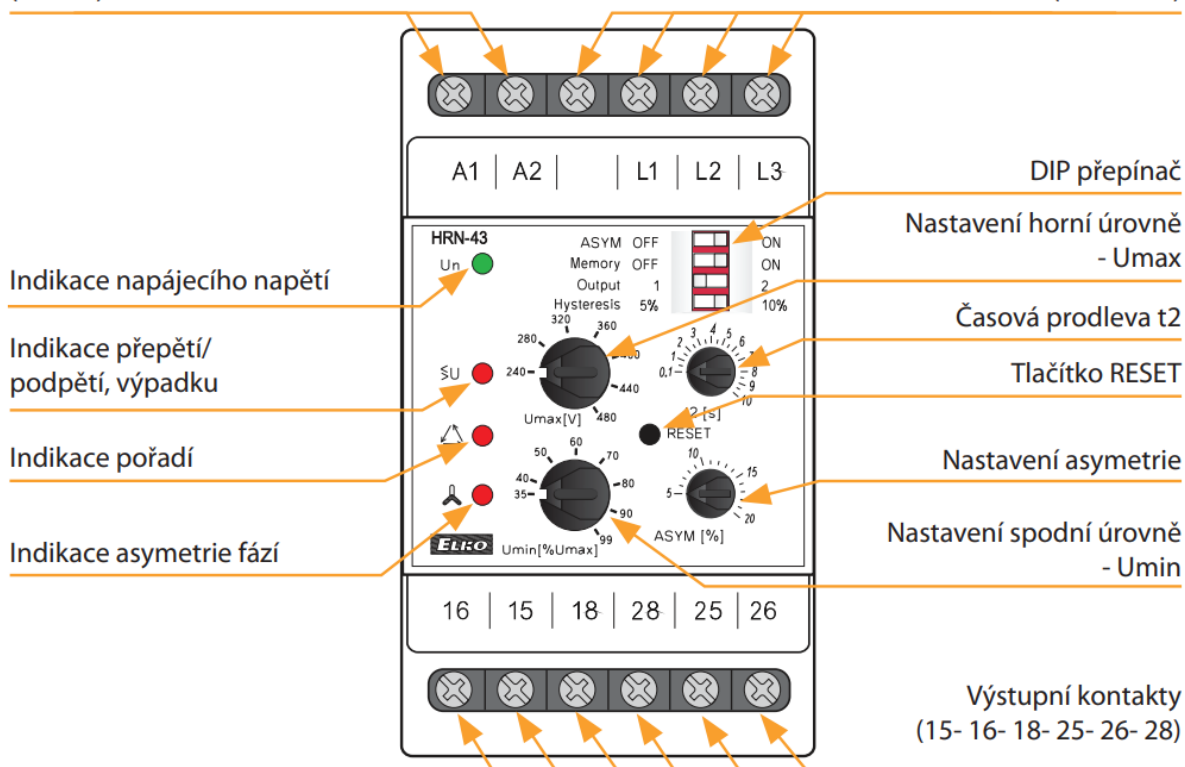 A1 A2 L1 L2 L3
DIP přepínač
Nastavení horní úrovně
- Umax
Časová prodleva t2
Tlačítko RESET
Nastavení asymetrie
Nastavení spodní úrovně
- Umin
Indikace napájecího napětí
Indikace přepětí/
podpětí, výpadku
Indikace pořadí
Indikace asymetrie fází
HRN-43
Un
ASYM OFF ON
Memory OFF ON
Output 1 2
Hysteresis 5% 10%
240 280 320 360 440 480
Umax[V]
0,1 1 2 3 4 5 6 7 8 9 10
2 [s]
≶U
RESET
35 40 50 60 70 80 90 99
Umin[%Umax]
5 10 15 20
ASYM [%]
ELKO
16 15 18 28 25 26
Výstupní kontakty
(15- 16- 18- 25- 26- 28)